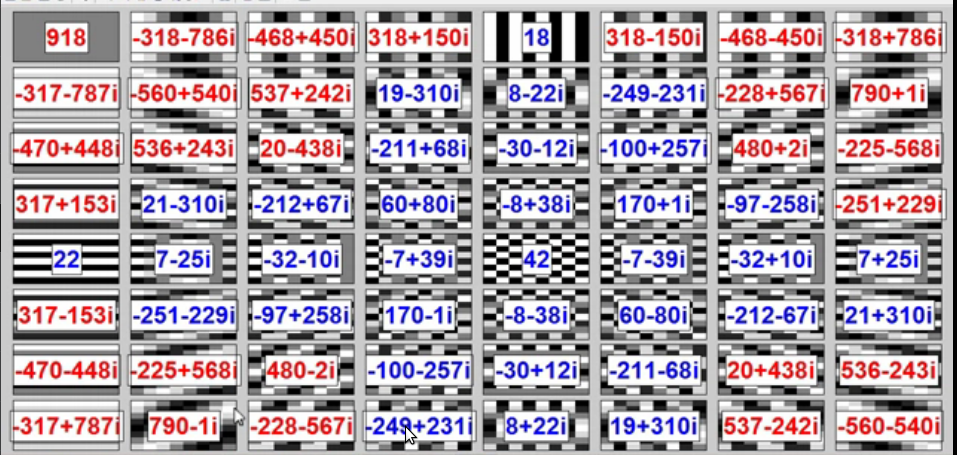 918 -318-786i -468+450i 318+150i 18 318-150i -468-450i -318+786i
-317-787i -560+540i 537+242i 19-310i 8-22i -249-231i -228+567i 790+1i
-470+448i 536+243i 20-438i -211+68i -30-12i -100+257i 480+2i -225-568i
317+153i 21-310i -212+67i 60+80i -8+38i 170+1i -97-258i -251+229i
22 7-25i -32-10i -7+39i 42 -7-39i -32+10i 7+25i
317-153i -251-229i -97+258i 170-1i -8-38i 60-80i -212-67i 21+310i
-470-448i -225+568i 480-2i -100-257i -30+12i -211-68i 20+438i 536-243i
-317+787i 790-1i -228-567i -249+231i 8+22i 19+310i 537-242i -560-540i